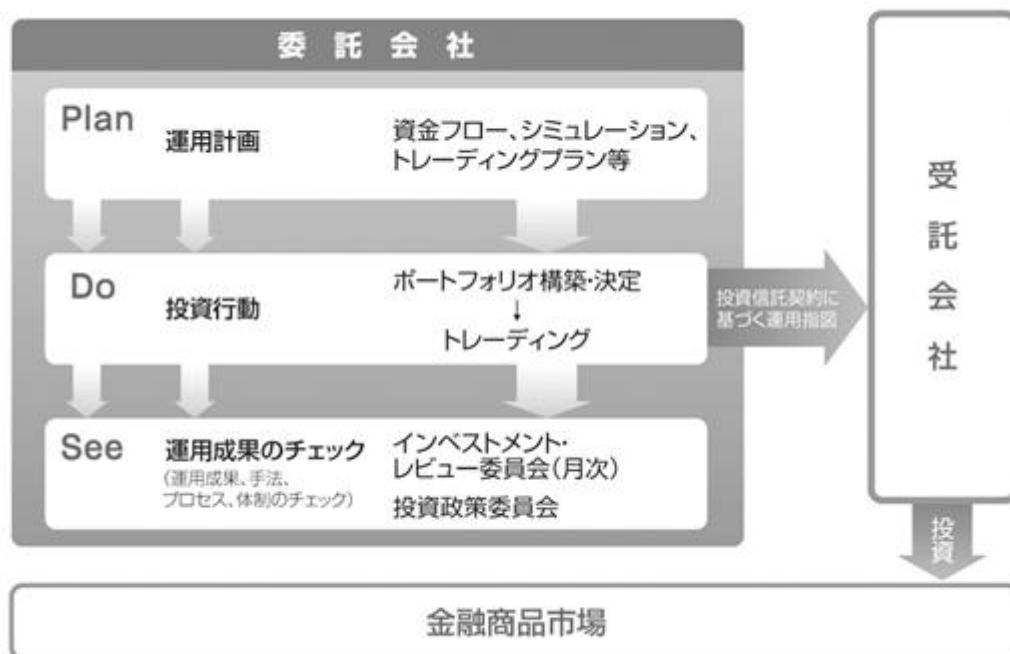 委託会社
Plan
運用計画
資金フロー、シミュレーション、
トレーディングプラン等
Do
投資行動
ポートフォリオ構築・決定
↓
トレーディング
投資信託契約に
基づく運用指図
See
運用成果のチェック
(運用成果、手法、
プロセス、体制のチェック)
インベストメント・
レビュー委員会(月次)
投資政策委員会
受託会社
投資
金融商品市場